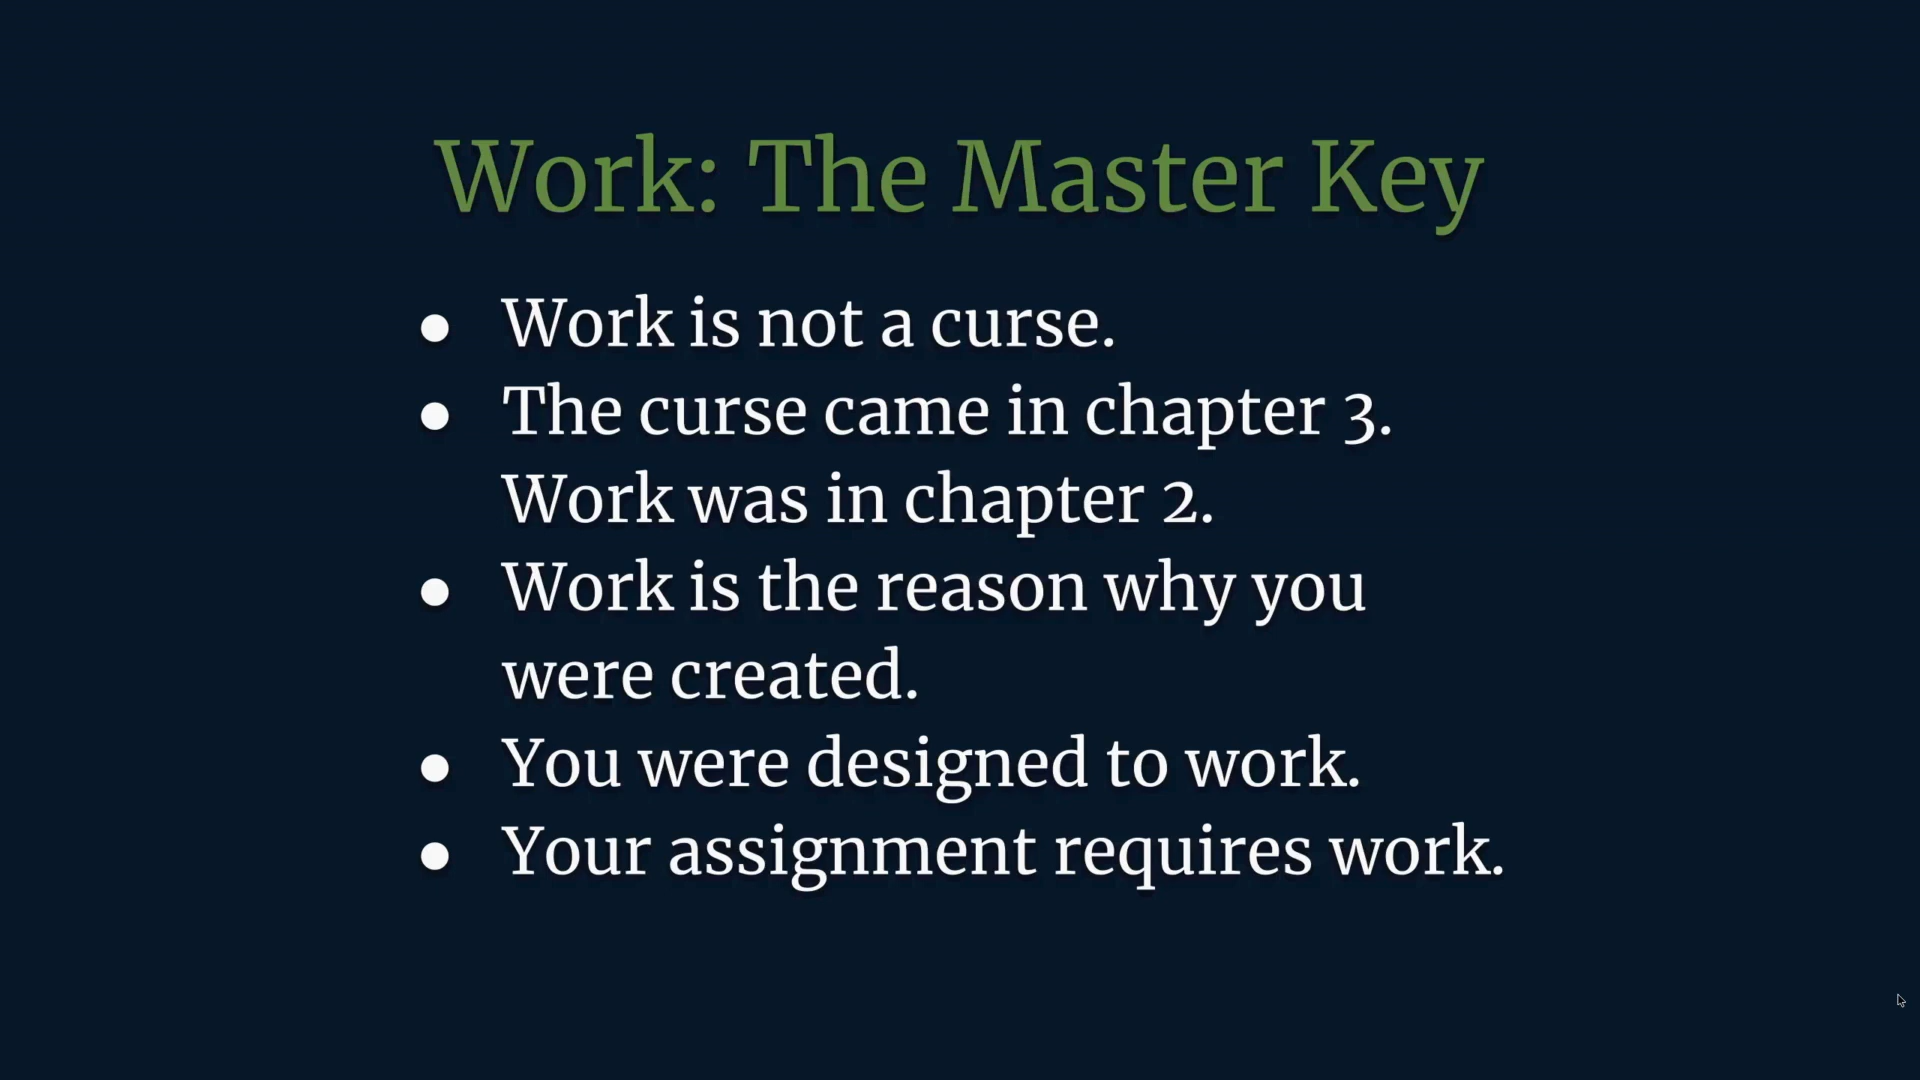 Work: The Master Key
● Work is not a curse.
● The curse came in chapter 3.
Work was in chapter 2.
● Work is the reason why you
were created.
● You were designed to work.
● Your assignment requires work.